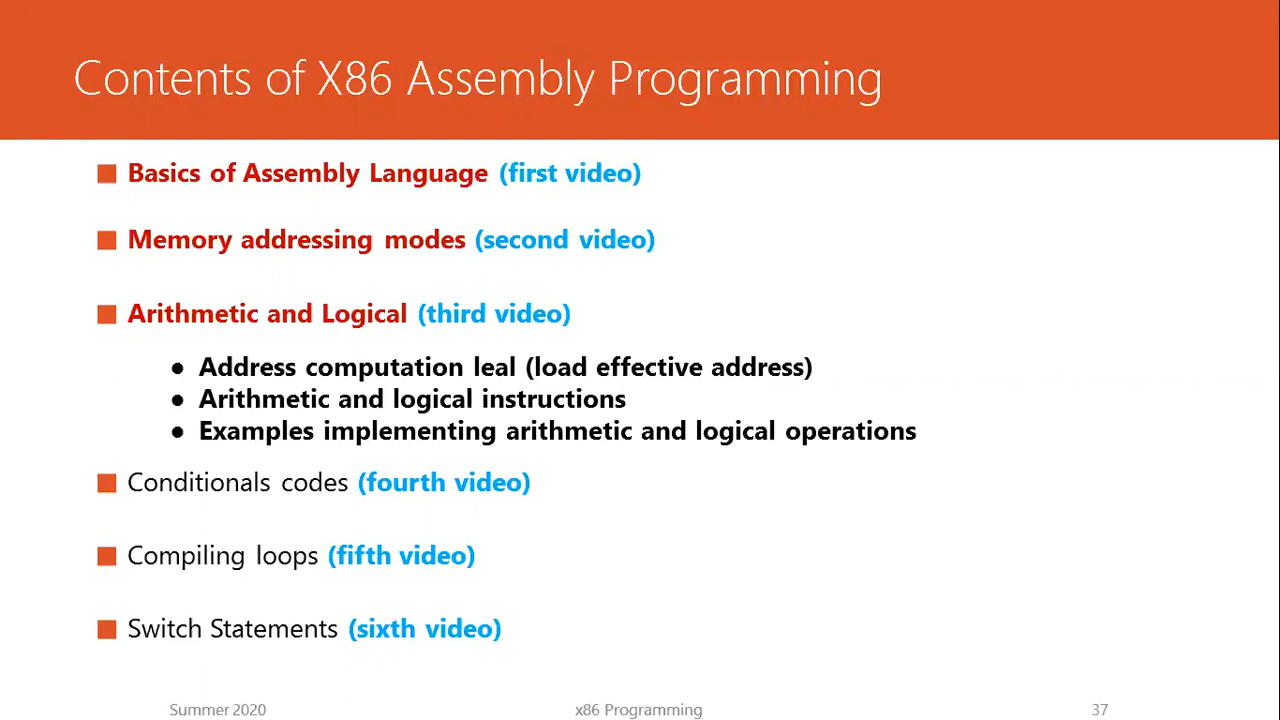 Contents of X86 Assembly Programming
Basics of Assembly Language (first video)
Memory addressing modes (second video)
Arithmetic and Logical (third video)
● Address computation leal (load effective address)
● Arithmetic and logical instructions
● Examples implementing arithmetic and logical operations
Conditionals codes (fourth video)
Compiling loops (fifth video)
Switch Statements (sixth video)
Summer 2020 x86 Programming 37